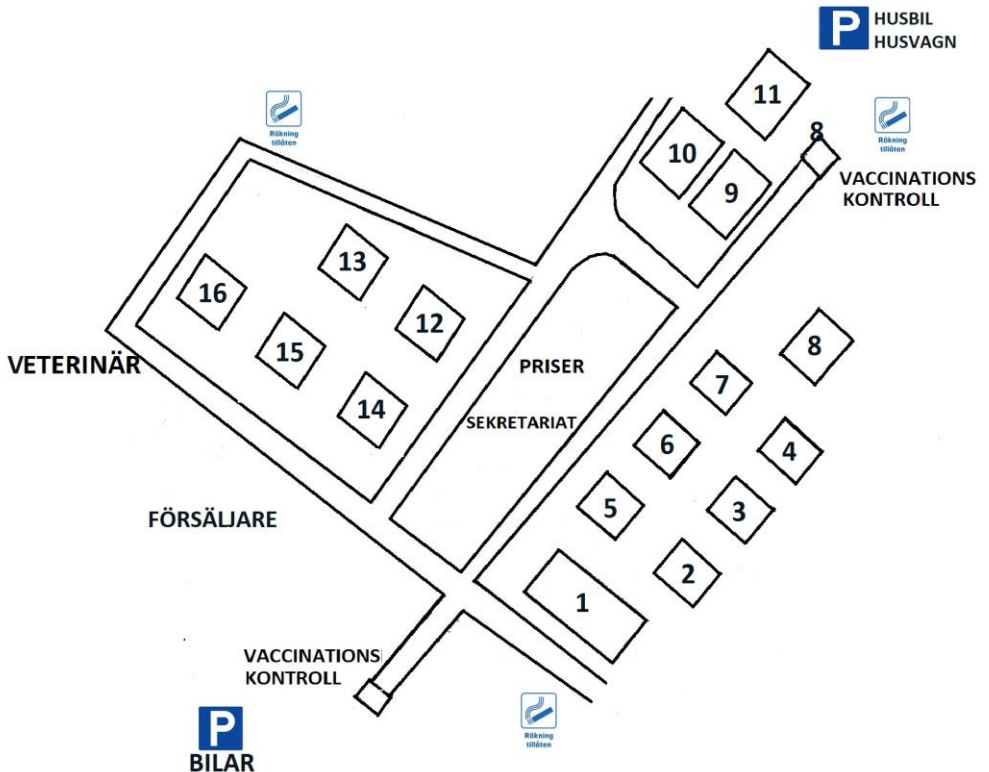 P HUSBIL
HUSVAGN
11
Rökning
tillåten
Rökning
tillåten
8
10
9
VACCINATIONS
KONTROLL
13
16
12
15
8
VETERINÄR
PRISER
7
14
SEKRETARIAT
6
4
5
3
FÖRSÄLJARE
2
1
VACCINATIONS
KONTROLL
P
BILAR
Rökning
tillåten